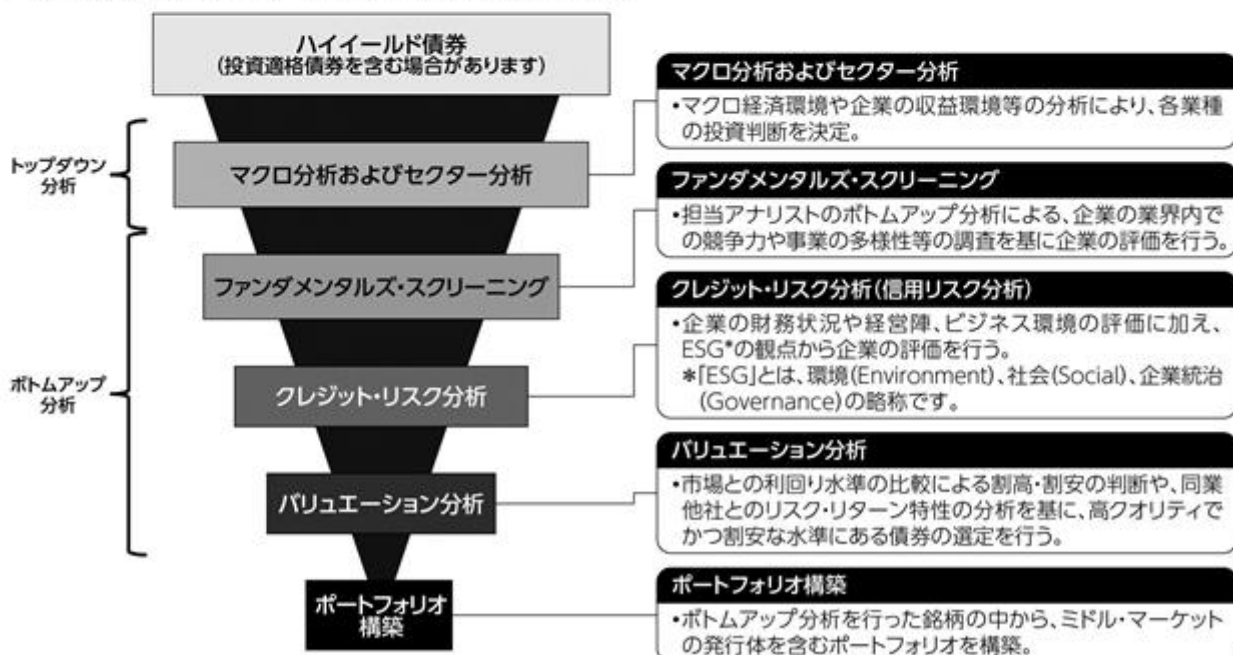 ハイイールド債券
(投資適格債券を含む場合があります)
トップダウン
分析
マクロ分析およびセクター分析
ファンダメンタルズ・スクリーニング
ボトムアップ
分析
クレジット・リスク分析
バリュエーション分析
ポートフォリオ
構築
マクロ分析およびセクター分析
•マクロ経済環境や企業の収益環境等の分析により、各業種
の投資判断を決定。
ファンダメンタルズ・スクリーニング
•担当アナリストのボトムアップ分析による、企業の業界内で
の競争力や事業の多様性等の調査を基に企業の評価を行う。
クレジット・リスク分析(信用リスク分析)
•企業の財務状況や経営陣、ビジネス環境の評価に加え、
ESG*の観点から企業の評価を行う。
*「ESG」とは、環境(Environment)、社会(Social)、企業統治
(Governance)の略称です。
バリュエーション分析
•市場との利回り水準の比較による割高・割安の判断や、同業
他社とのリスク・リターン特性の分析を基に、高クオリティで
かつ割安な水準にある債券の選定を行う。
ポートフォリオ構築
•ボトムアップ分析を行った銘柄の中から、ミドル・マーケット
の発行体を含むポートフォリオを構築。